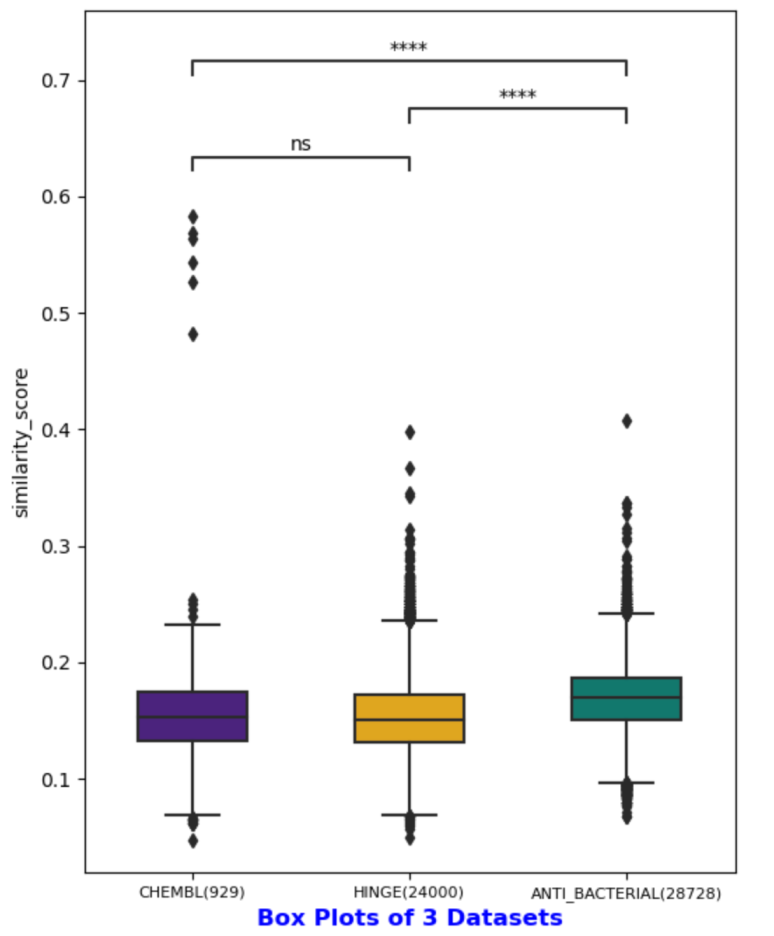 ****
0.7
****
ns
0.6
0.5
similarity_score
0.4
0.3
0.2
0.1
CHEMBL(929) HINGE(24000) ANTI_BACTERIAL(28728)
Box Plots of 3 Datasets